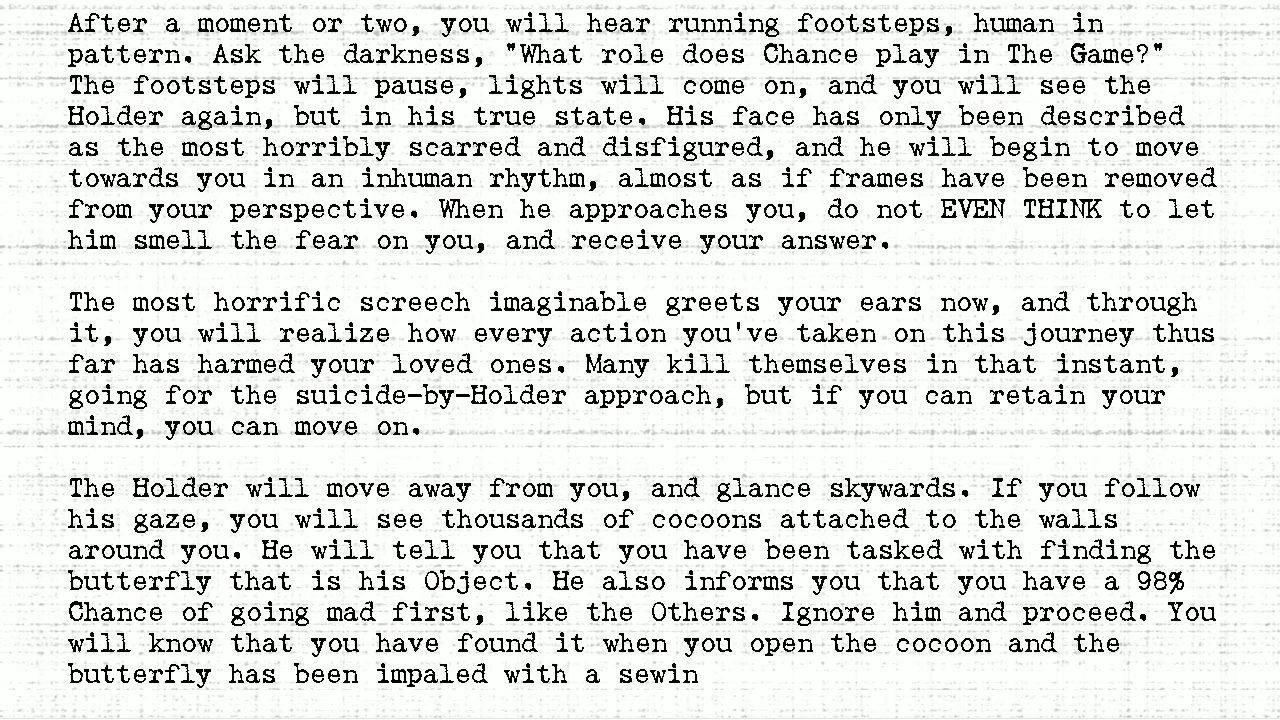 After a moment or two, you will hear running footsteps, human in
pattern. Ask the darkness, "What role does Chance play in The Game?"
The footsteps will pause, lights will come on, and you will see the
Holder again, but in his true state. His face has only been described
as the most horribly scarred and disfigured, and he will begin to move
towards you in an inhuman rhythm, almost as if frames have been removed
from your perspective. When he approaches you, do not EVEN THINK to let
him smell the fear on you, and receive your answer.
The most horrific screech imaginable greets your ears now, and through
it, you will realize how every action you've taken on this journey thus
far has harmed your loved ones. Many kill themselves in that instant,
going for the suicide-by-Holder approach, but if you can retain your
mind, you can move on.
The Holder will move away from you, and glance skywards. If you follow
his gaze, you will see thousands of cocoons attached to the walls
around you. He will tell you that you have been tasked with finding the
butterfly that is his Object. He also informs you that you have a 98%
Chance of going mad first, like the Others. Ignore him and proceed. You
will know that you have found it when you open the cocoon and the
butterfly has been impaled with a sewin